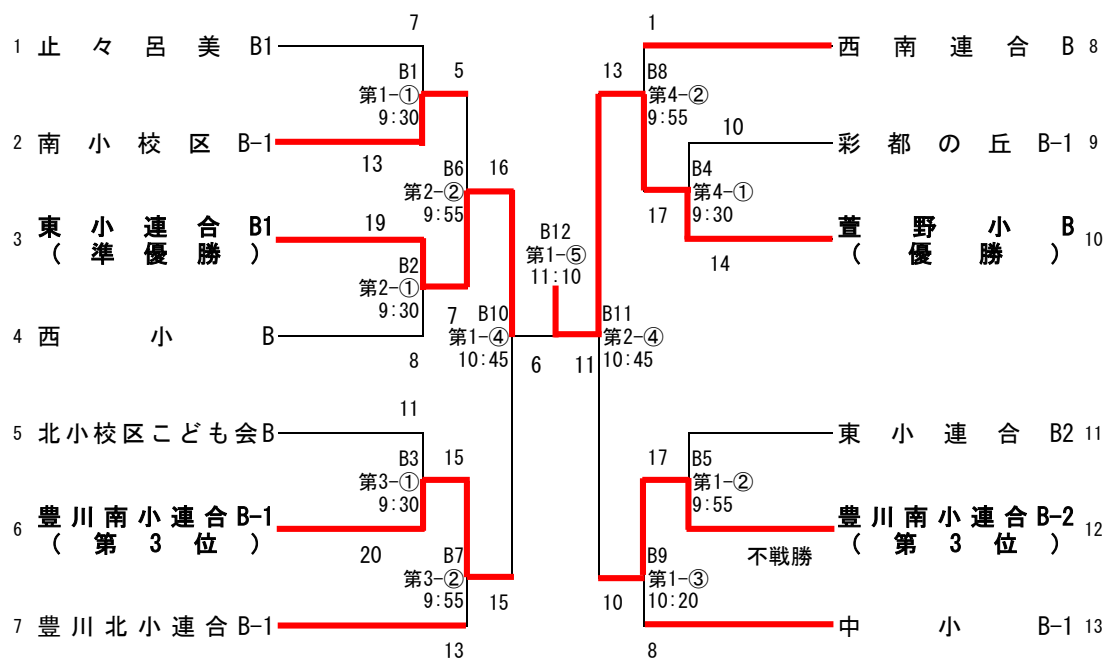 7
1
1 止々呂美 B1
西南連合 B 8
B1
第1-①
9:30
5
13
B8
第4-②
9:55
2 南小校区 B-1
13
10
彩都の丘 B-1 9
B6
第2-②
9:55
16
B4
第4-①
9:30
17
3 東小連合 B1
(準優勝)
19
B12
第1-⑤
11:10
萱野小 B
(優勝) 10
14
B2
第2-①
9:30
7
B10
第1-④
10:45
B11
第2-④
10:45
4 西小 B
8
6
11
11
5 北小校区こども会 B
東小連合 B2 11
B3
第3-①
9:30
15
17
B5
第1-②
9:55
6 豊川南小連合 B-1
(第3位)
20
豊川南小連合 B-2
(第3位) 12
不戦勝
B7
第3-②
9:55
15
10
B9
第1-③
10:20
7 豊川北小連合 B-1
13
8
中小 B-1 13